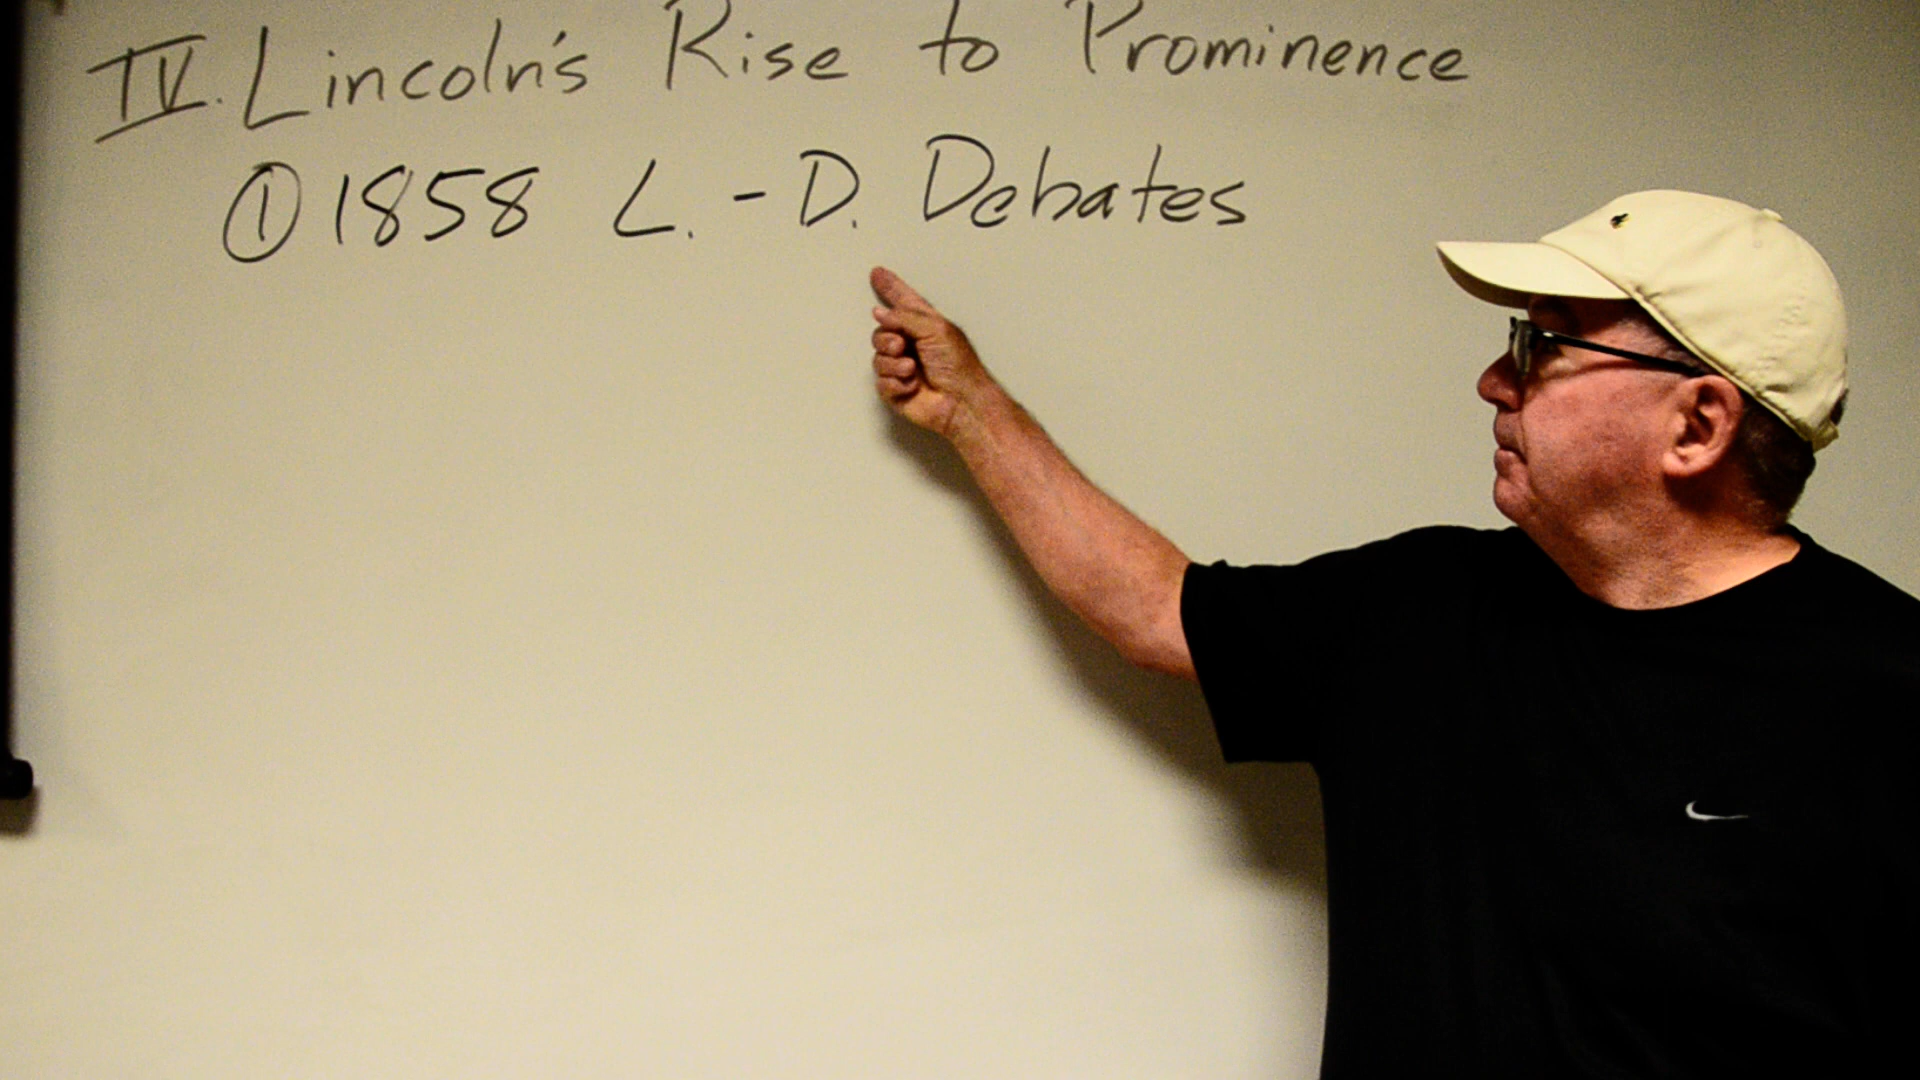 IV. Lincoln's Rise to Prominence
① 1858 L. - D. Debates